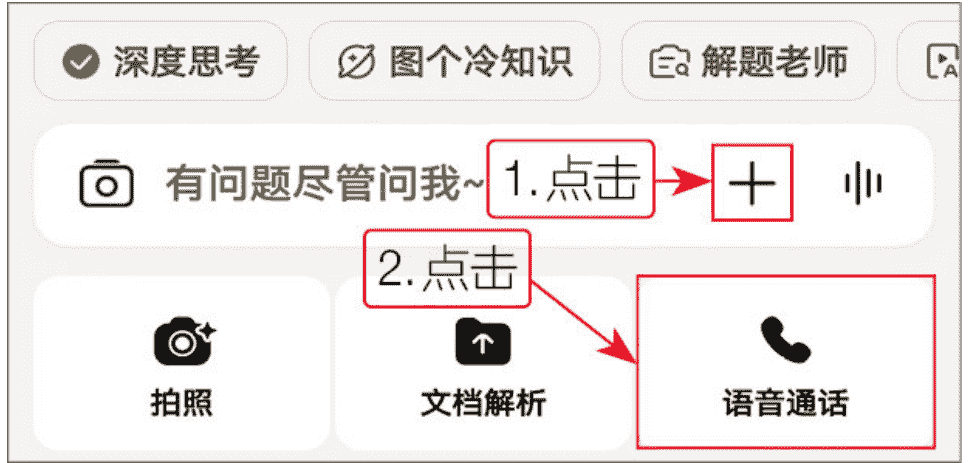 深度思考 图个冷知识 解题老师
有问题尽管问我~ 1.点击
2.点击
拍照 文档解析 语音通话